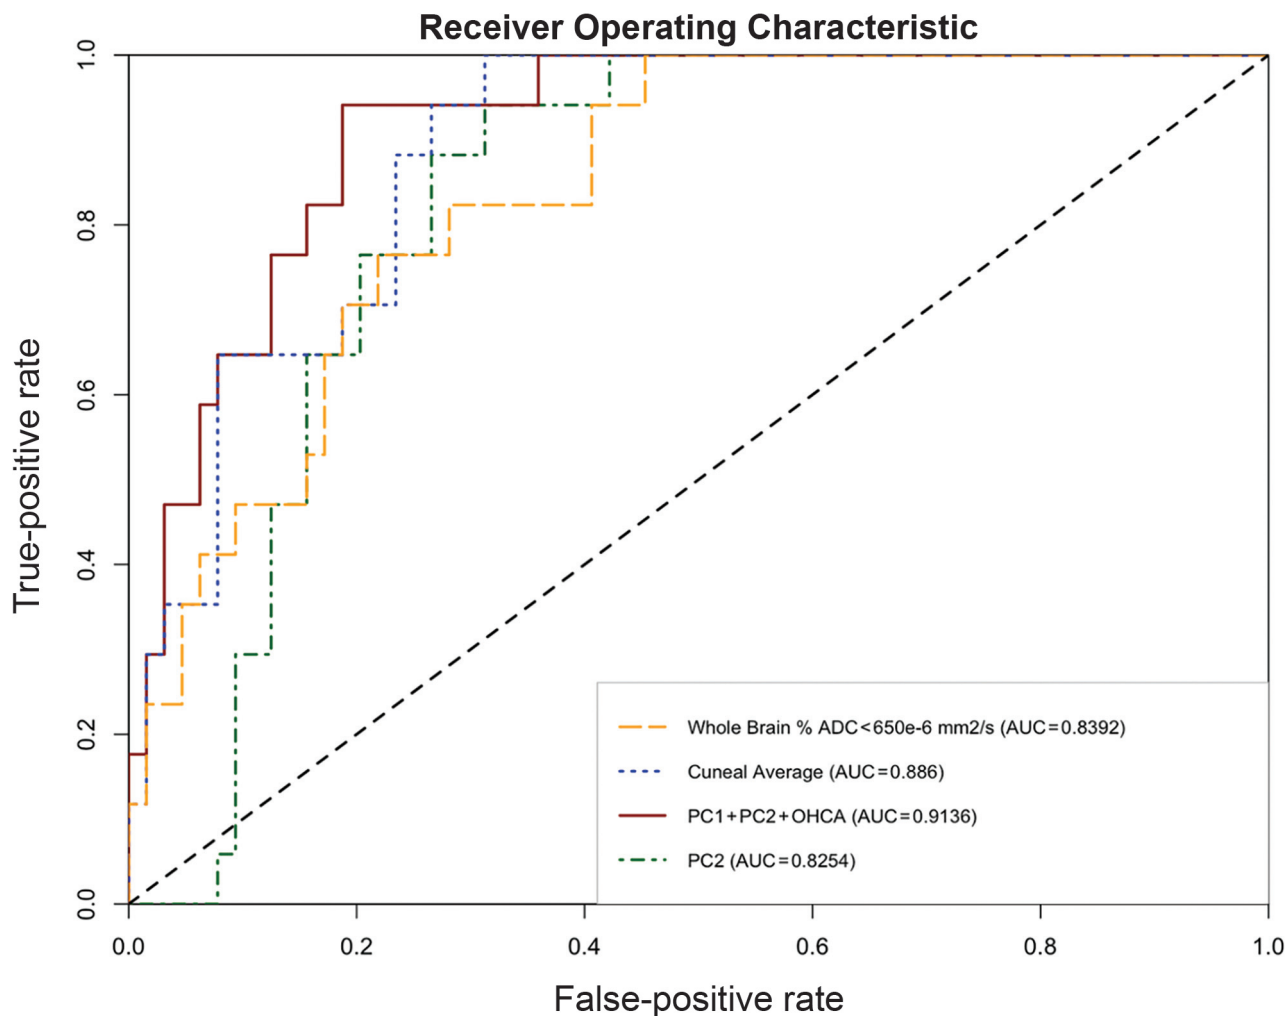 Receiver Operating Characteristic
True-positive rate
1.0
0.8
0.6
0.4
0.2
0.0
Whole Brain % ADC<650e-6 mm2/s (AUC=0.8392)
Cuneal Average (AUC=0.886)
PC1+PC2+OHCA (AUC=0.9136)
PC2 (AUC=0.8254)
0.0 0.2 0.4 0.6 0.8 1.0
False-positive rate